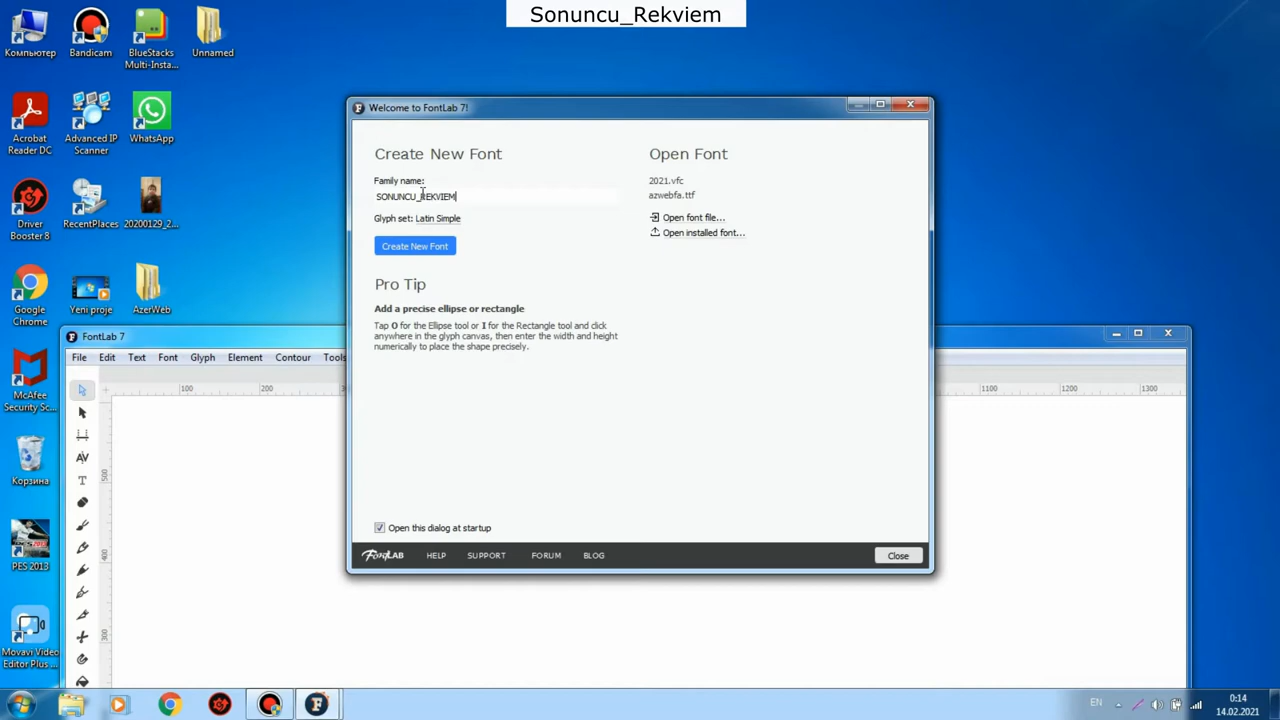 Sonuncu_Rekviem
Компьютер
Bandicam
BlueStacks
Multi-Insta...
Unnamed
Acrobat
Reader DC
Advanced IP
Scanner
WhatsApp
Driver
Booster 8
RecentPlaces
20200129_2...
Google
Chrome
Yeni proje
AzerWeb
McAfee
Security Sc...
Корзина
PES 2013
Movavi Video
Editor Plus ...
Welcome to FontLab 7!
Create New Font
Family name:
SONUNCU_REKVIEM
Glyph set: Latin Simple
Create New Font
Pro Tip
Add a precise ellipse or rectangle
Tap O for the Ellipse tool or I for the Rectangle tool and click
anywhere in the glyph canvas, then enter the width and height
numerically to place the shape precisely.
Open Font
2021.vfc
azwebfa.ttf
Open font file...
Open installed font...
Open this dialog at startup
FontLAB HELP SUPPORT FORUM BLOG Close
FontLab 7
File Edit Text Font Glyph Element Contour Tools
100 200 1100 1200 1300
500
400
300
EN
0:14
14.02.2021